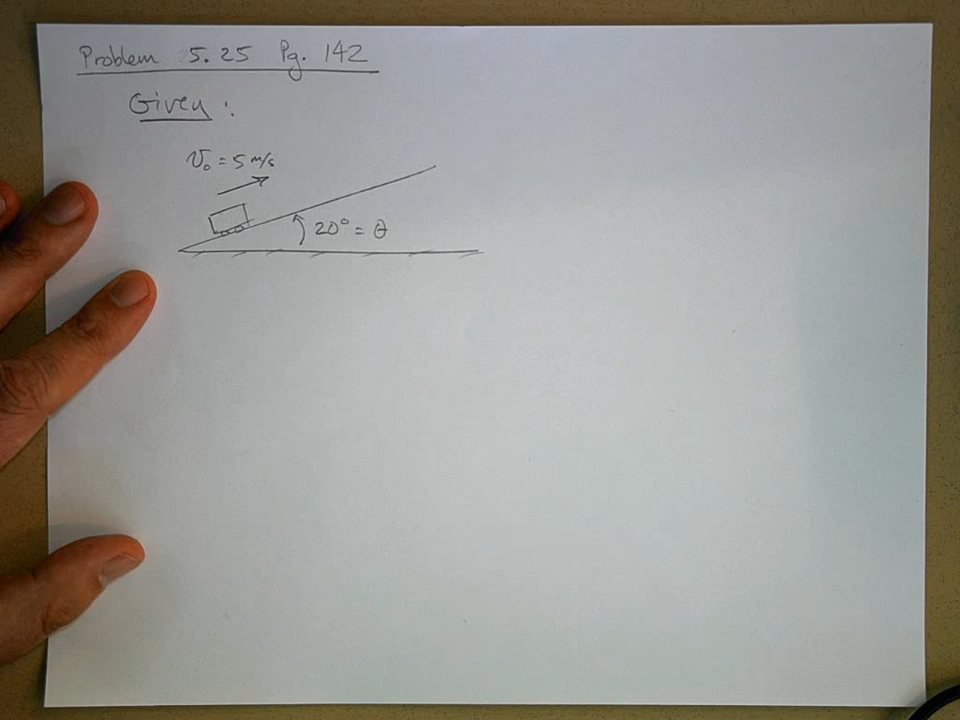 Problem 5.25 Pg. 142
Given:
v₀ = 5 m/s
20° = θ